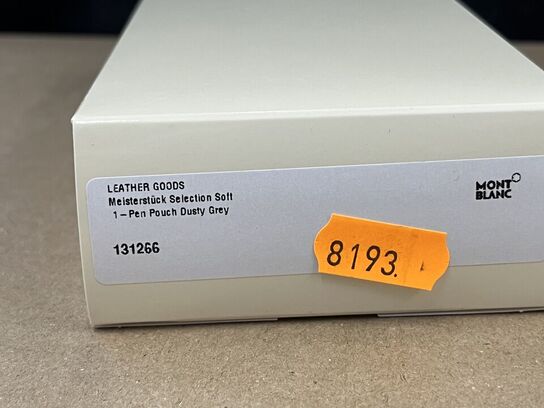 LEATHER GOODS
Meisterstück Selection Soft
1-Pen Pouch Dusty Grey
131266
MONT
BLANC
8193.